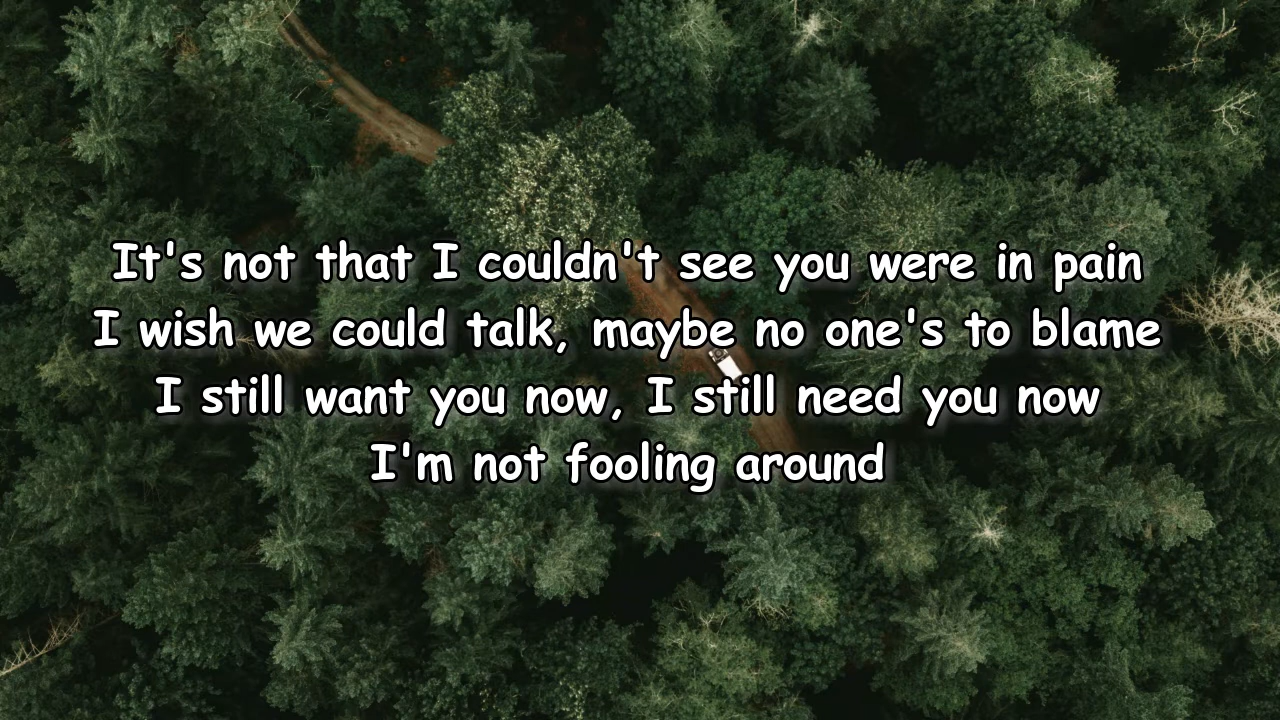 It's not that I couldn't see you were in pain
I wish we could talk, maybe no one's to blame
I still want you now, I still need you now
I'm not fooling around